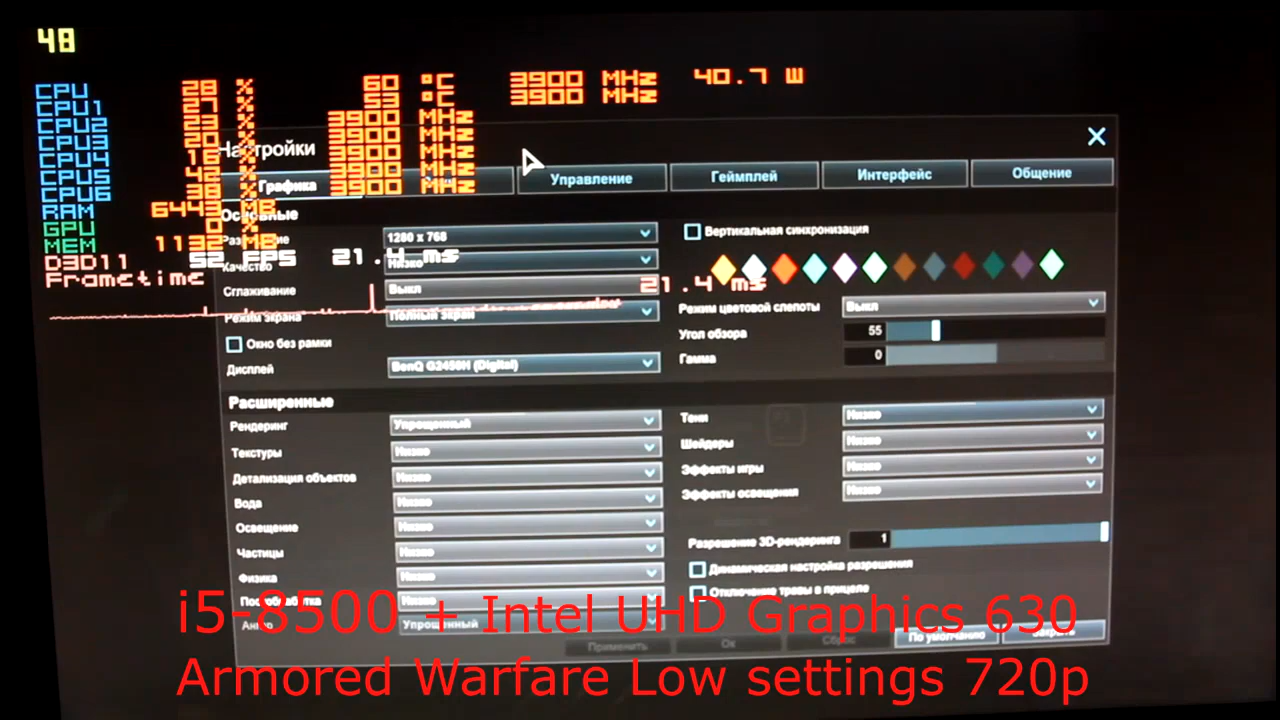 48
CPU 28 % 60 °C 3900 MHz 40.7 W
CPU1 27 % 53 °C 3900 MHz
CPU2 23 % 3900 MHz
CPU3 20 % 3900 MHz
CPU4 16 % 3900 MHz
CPU5 42 % 3900 MHz
CPU6 38 % 3900 MHz
RAM 6443 MB
GPU 0 %
MEM 1132 MB
D3D11 52 FPS 21.4 ms
Frametime 21.4 ms
Настройки
Графика Управление Геймплей Интерфейс Общение
Основные
1280 x 768 Вертикальная синхронизация
Качество Низко
Сглаживание Выкл
Режим экрана Полный экран Режим цветовой слепоты Выкл
Окно без рамки Угол обзора 55
Дисплей BenQ G2450H (Digital) Гамма 0
Расширенные
Рендеринг Упрощенный Тени Низко
Текстуры Низко Шейдеры Низко
Детализация объектов Низко Эффекты игры Низко
Вода Низко Эффекты освещения Низко
Освещение Низко Разрешение 3D-рендеринга 1
Частицы Низко Динамическая настройка разрешения
Физика Низко Отключение травы в прицеле
Постобработка Низко
Упрощенный
Применить Ок Сброс По умолчанию Закрыть
i5-8500 + Intel UHD Graphics 630
Armored Warfare Low settings 720p